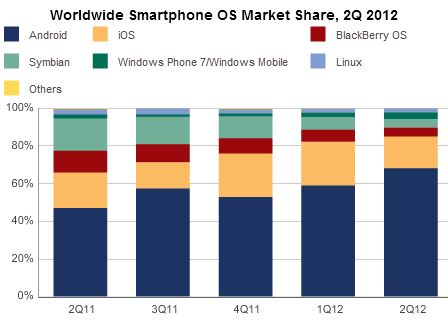 Worldwide Smartphone OS Market Share, 2Q 2012
Android iOS BlackBerry OS
Symbian Windows Phone 7/Windows Mobile Linux
Others
100%
80%
60%
40%
20%
0%
2Q11 3Q11 4Q11 1Q12 2Q12